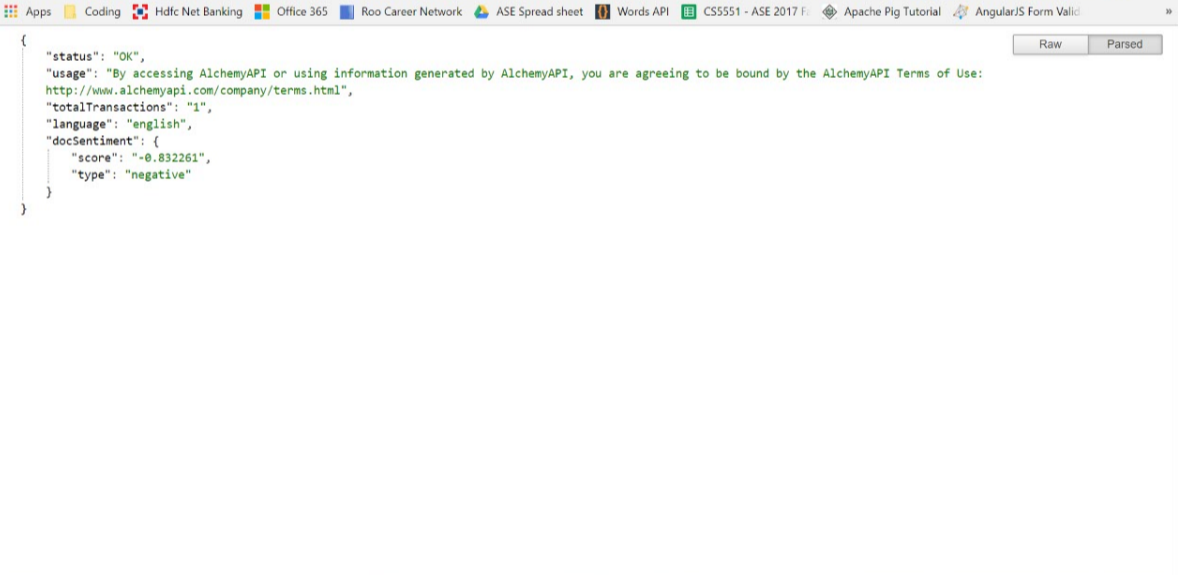 Apps Coding Hdfc Net Banking Office 365 Roo Career Network ASE Spread sheet Words API CS5551 - ASE 2017 F AngularJS Form Valid »
{
Raw Parsed
"status": "OK",
"usage": "By accessing AlchemyAPI or using information generated by AlchemyAPI, you are agreeing to be bound by the AlchemyAPI Terms of Use:
http://www.alchemyapi.com/company/terms.html",
"totalTransactions": "1",
"language": "english",
"docSentiment": {
"score": "-0.832261",
"type": "negative"
}
}